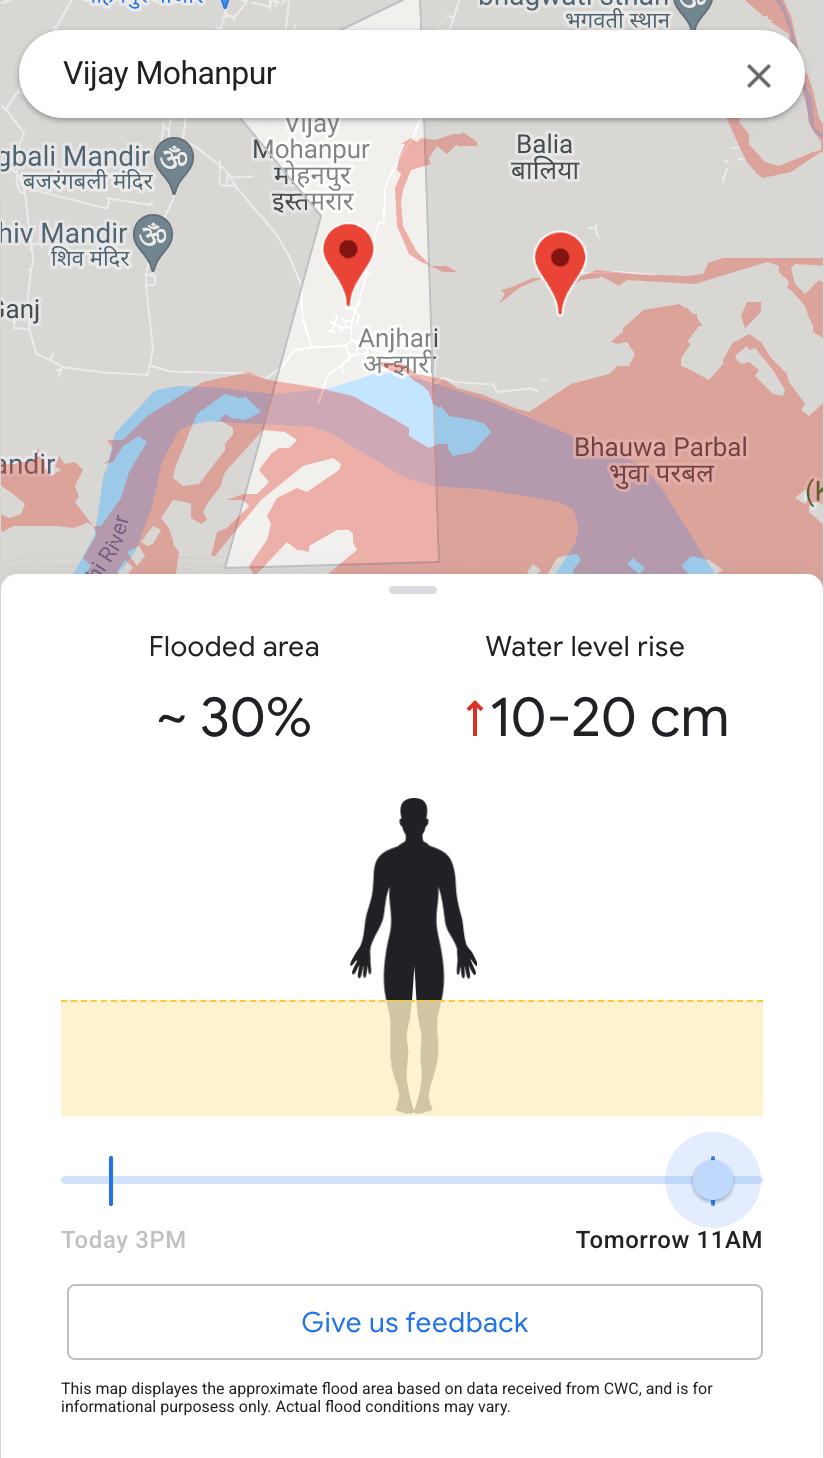 भगवती स्थान
Vijay Mohanpur
Vijay
Mohanpur
मोहनपुर
इस्तमरार
Balia
बालिया
gbali Mandir
बजरंगबली मंदिर
hiv Mandir
शिव मंदिर
Ganj
Anjhari
अन्झारी
Bhauwa Parbal
भुवा परबल
andir
hi River
Flooded area
Water level rise
~ 30%
↑10-20 cm
Today 3PM
Tomorrow 11AM
Give us feedback
This map displayes the approximate flood area based on data received from CWC, and is for
informational purposess only. Actual flood conditions may vary.